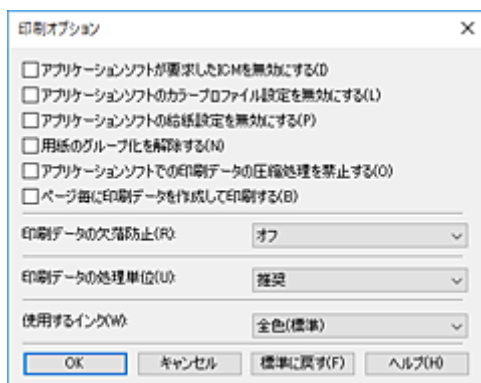 印刷オプション
アプリケーションソフトが要求したICMを無効にする(I
アプリケーションソフトのカラープロファイル設定を無効にする(L)
アプリケーションソフトの給紙設定を無効にする(P)
用紙のグループ化を解除する(N)
アプリケーションソフトでの印刷データの圧縮処理を禁止する(O)
ページ毎に印刷データを作成して印刷する(B)
印刷データの欠落防止(R): オフ
印刷データの処理単位(U): 推奨
使用するインク(W): 全色(標準)
OK キャンセル 標準に戻す(F) ヘルプ(H)